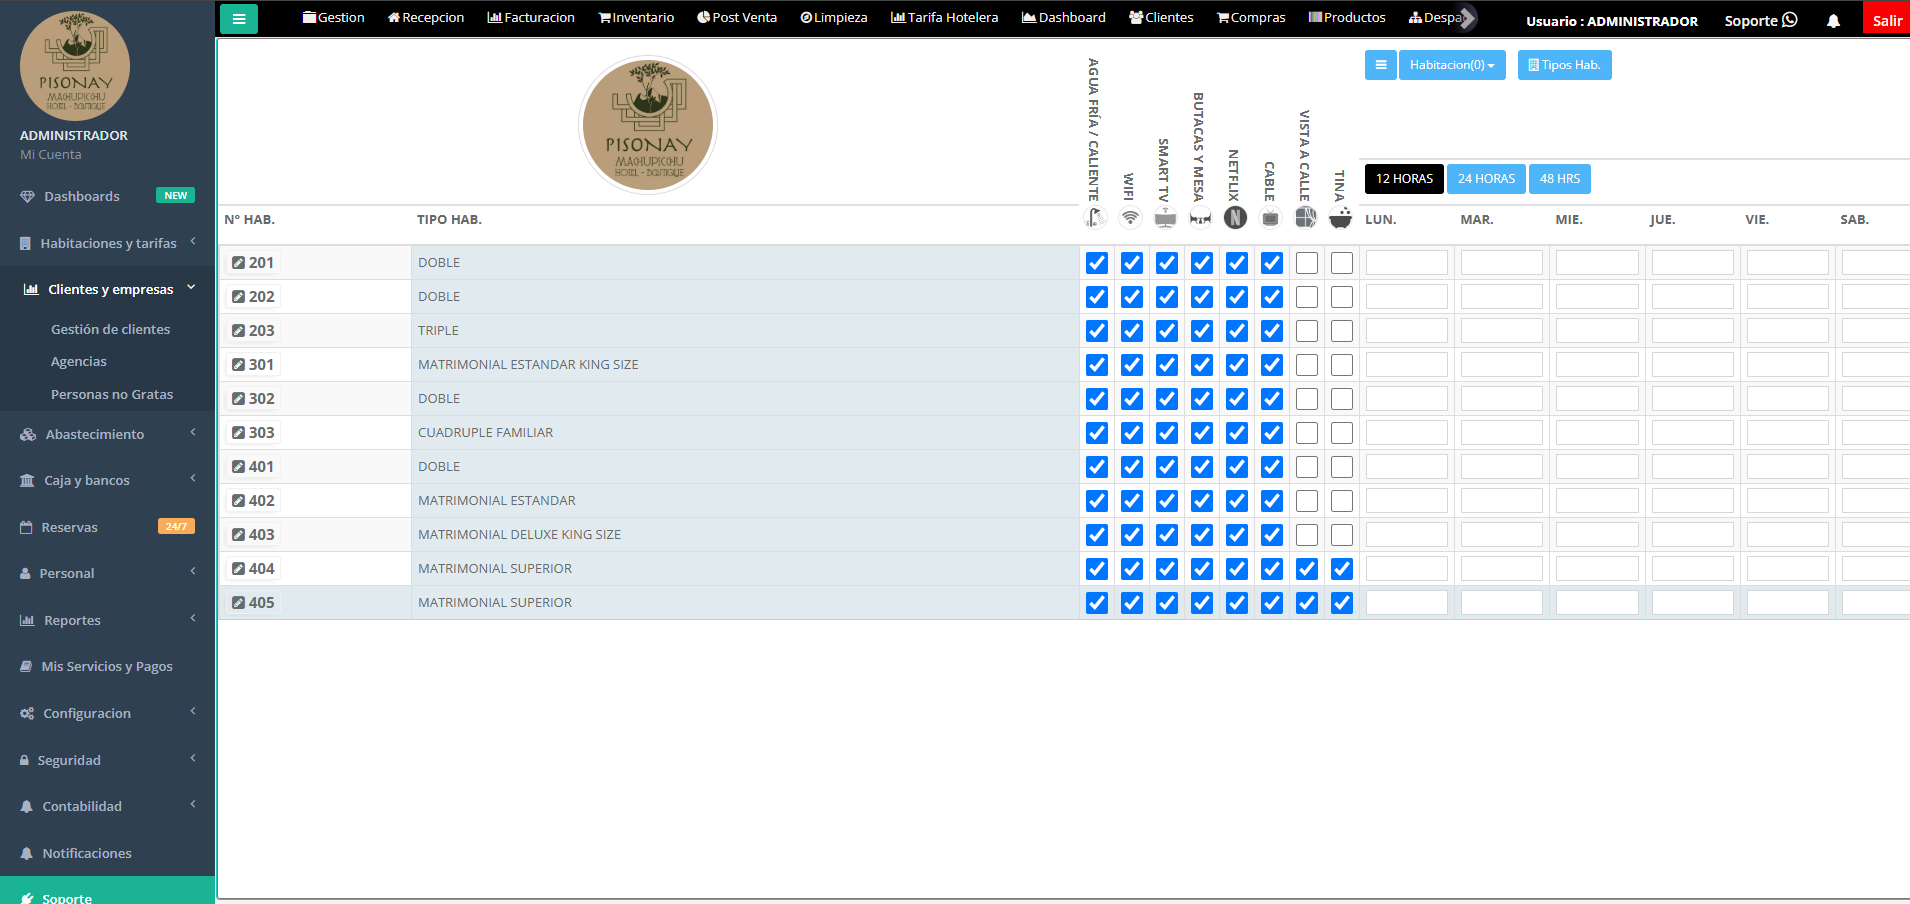 PISONAY
MACHUPICCHU
HOTEL - BOUTIQUE
ADMINISTRADOR
Mi Cuenta
Dashboards NEW
Habitaciones y tarifas
Clientes y empresas
Gestión de clientes
Agencias
Personas no Gratas
Abastecimiento
Caja y bancos
Reservas 24/7
Personal
Reportes
Mis Servicios y Pagos
Configuracion
Seguridad
Contabilidad
Notificaciones
Soporte
Gestion Recepcion Facturacion Inventario Post Venta Limpieza Tarifa Hotelera Dashboard Clientes Compras Productos Despa
Usuario : ADMINISTRADOR Soporte Salir
PISONAY
MACHUPICCHU
HOTEL - BOUTIQUE
AGUA FRÍA / CALIENTE
WIFI
SMART TV
BUTACAS Y MESA
NETFLIX
CABLE
VISTA A CALLE
TINA
Habitacion(0) Tipos Hab.
12 HORAS 24 HORAS 48 HRS
N° HAB. TIPO HAB. LUN. MAR. MIE. JUE. VIE. SAB.
201 DOBLE
202 DOBLE
203 TRIPLE
301 MATRIMONIAL ESTANDAR KING SIZE
302 DOBLE
303 CUADRUPLE FAMILIAR
401 DOBLE
402 MATRIMONIAL ESTANDAR
403 MATRIMONIAL DELUXE KING SIZE
404 MATRIMONIAL SUPERIOR
405 MATRIMONIAL SUPERIOR